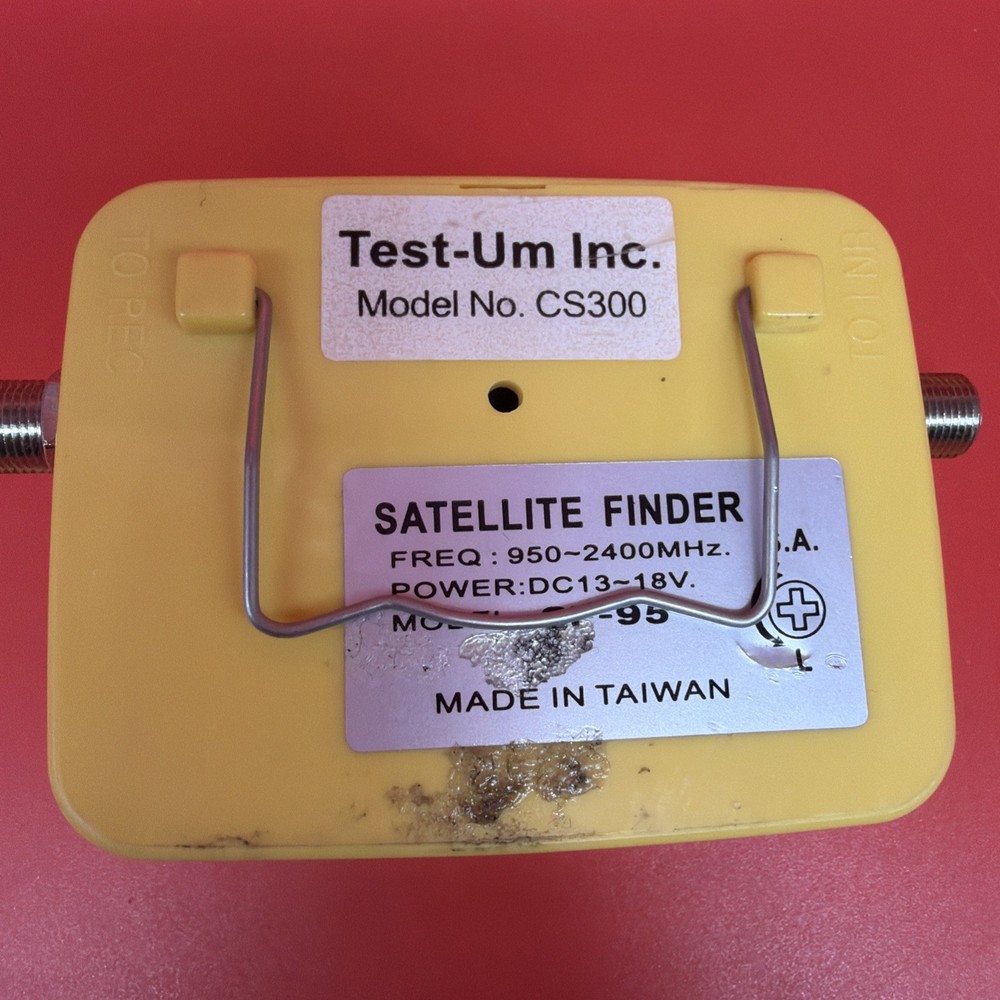 Test-Um Inc.
Model No. CS300
TO REC
TO LNB
SATELLITE FINDER
FREQ : 950~2400MHz.
POWER:DC13~18V.
MADE IN TAIWAN